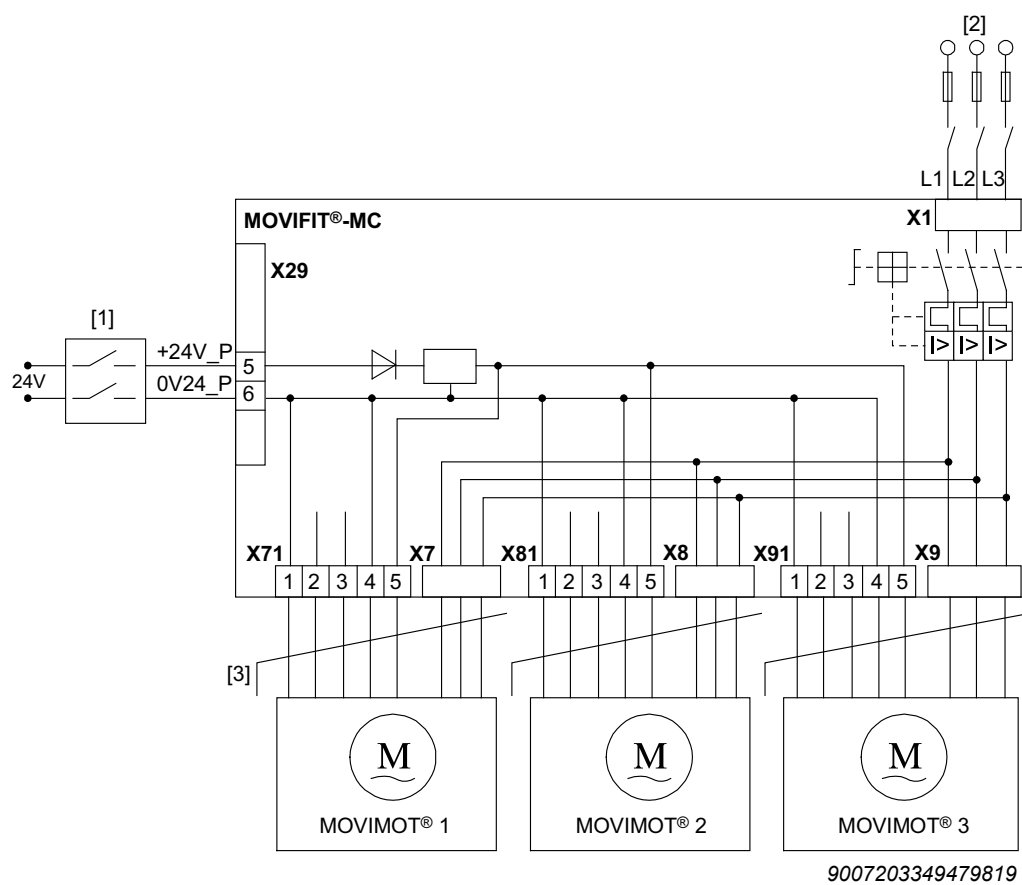 [2]
L1 L2 L3
MOVIFIT®-MC
X1
X29
[1]
+24V_P
5
I> I> I>
24V
0V24_P
6
X71 X7 X81 X8 X91 X9
1 2 3 4 5 1 2 3 4 5 1 2 3 4 5
[3]
M M M
MOVIMOT® 1 MOVIMOT® 2 MOVIMOT® 3
9007203349479819